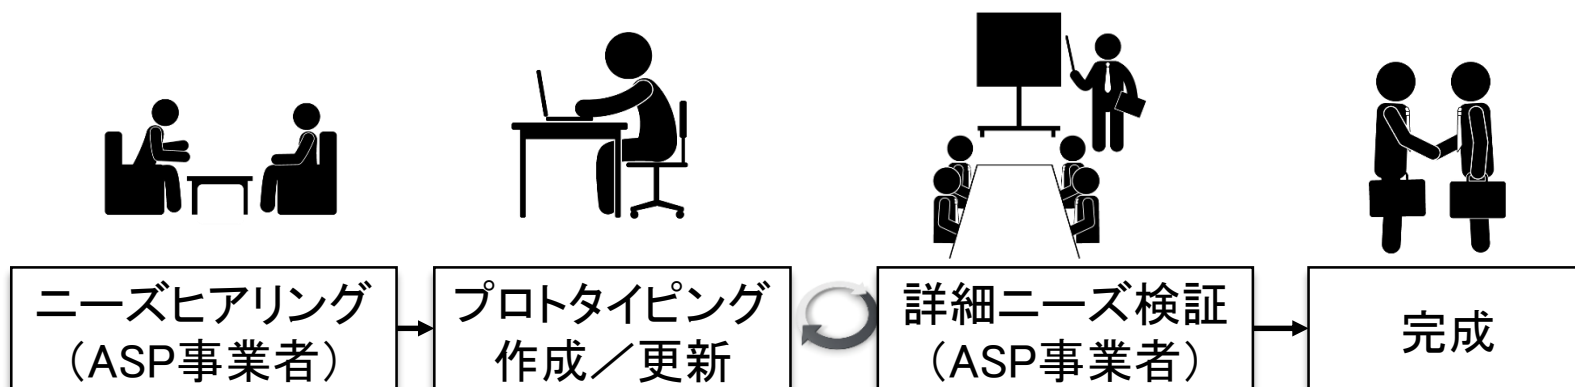 ニーズヒアリング
（ASP事業者）
プロトタイピング
作成／更新
詳細ニーズ検証
（ASP事業者）
完成